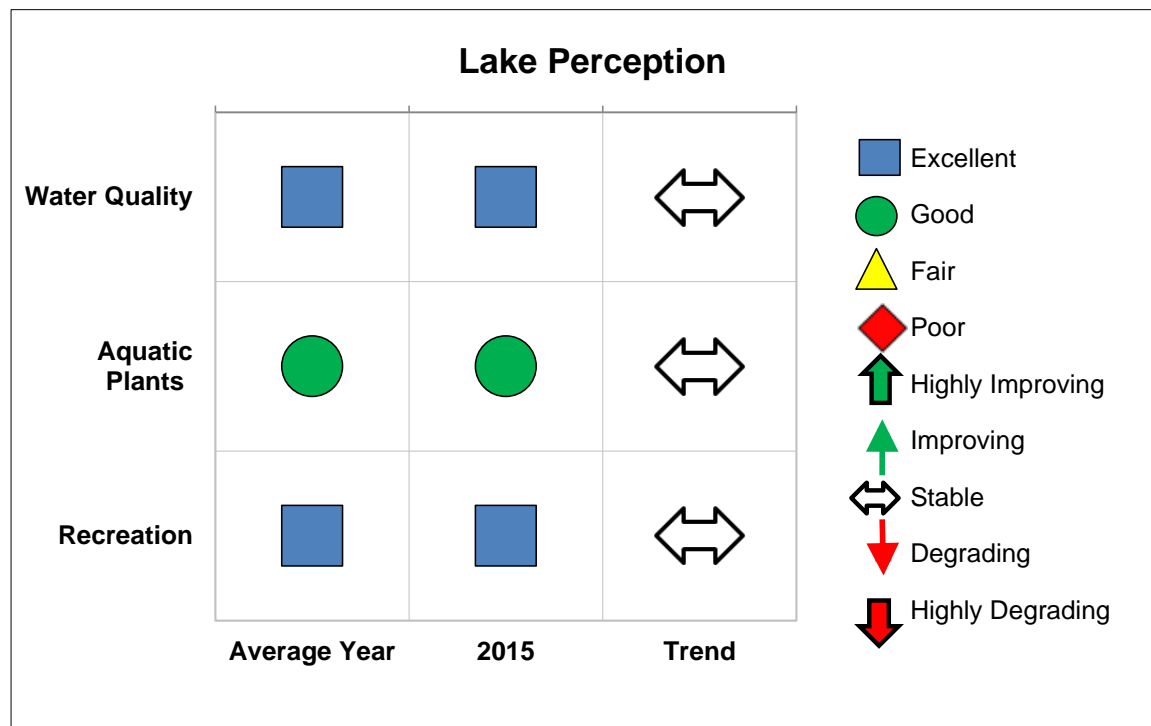 Lake Perception
Water Quality
Aquatic
Plants
Recreation
Average Year
2015
Trend
Excellent
Good
Fair
Poor
Highly Improving
Improving
Stable
Degrading
Highly Degrading